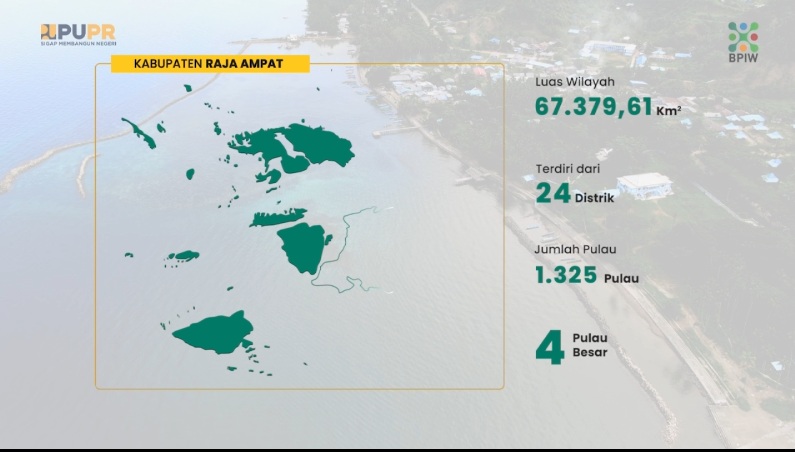 PUPR
SIGAP MEMBANGUN NEGERI
BPIW
KABUPATEN RAJA AMPAT
Luas Wilayah
67.379,61 Km²
Terdiri dari
24 Distrik
Jumlah Pulau
1.325 Pulau
4 Pulau
Besar